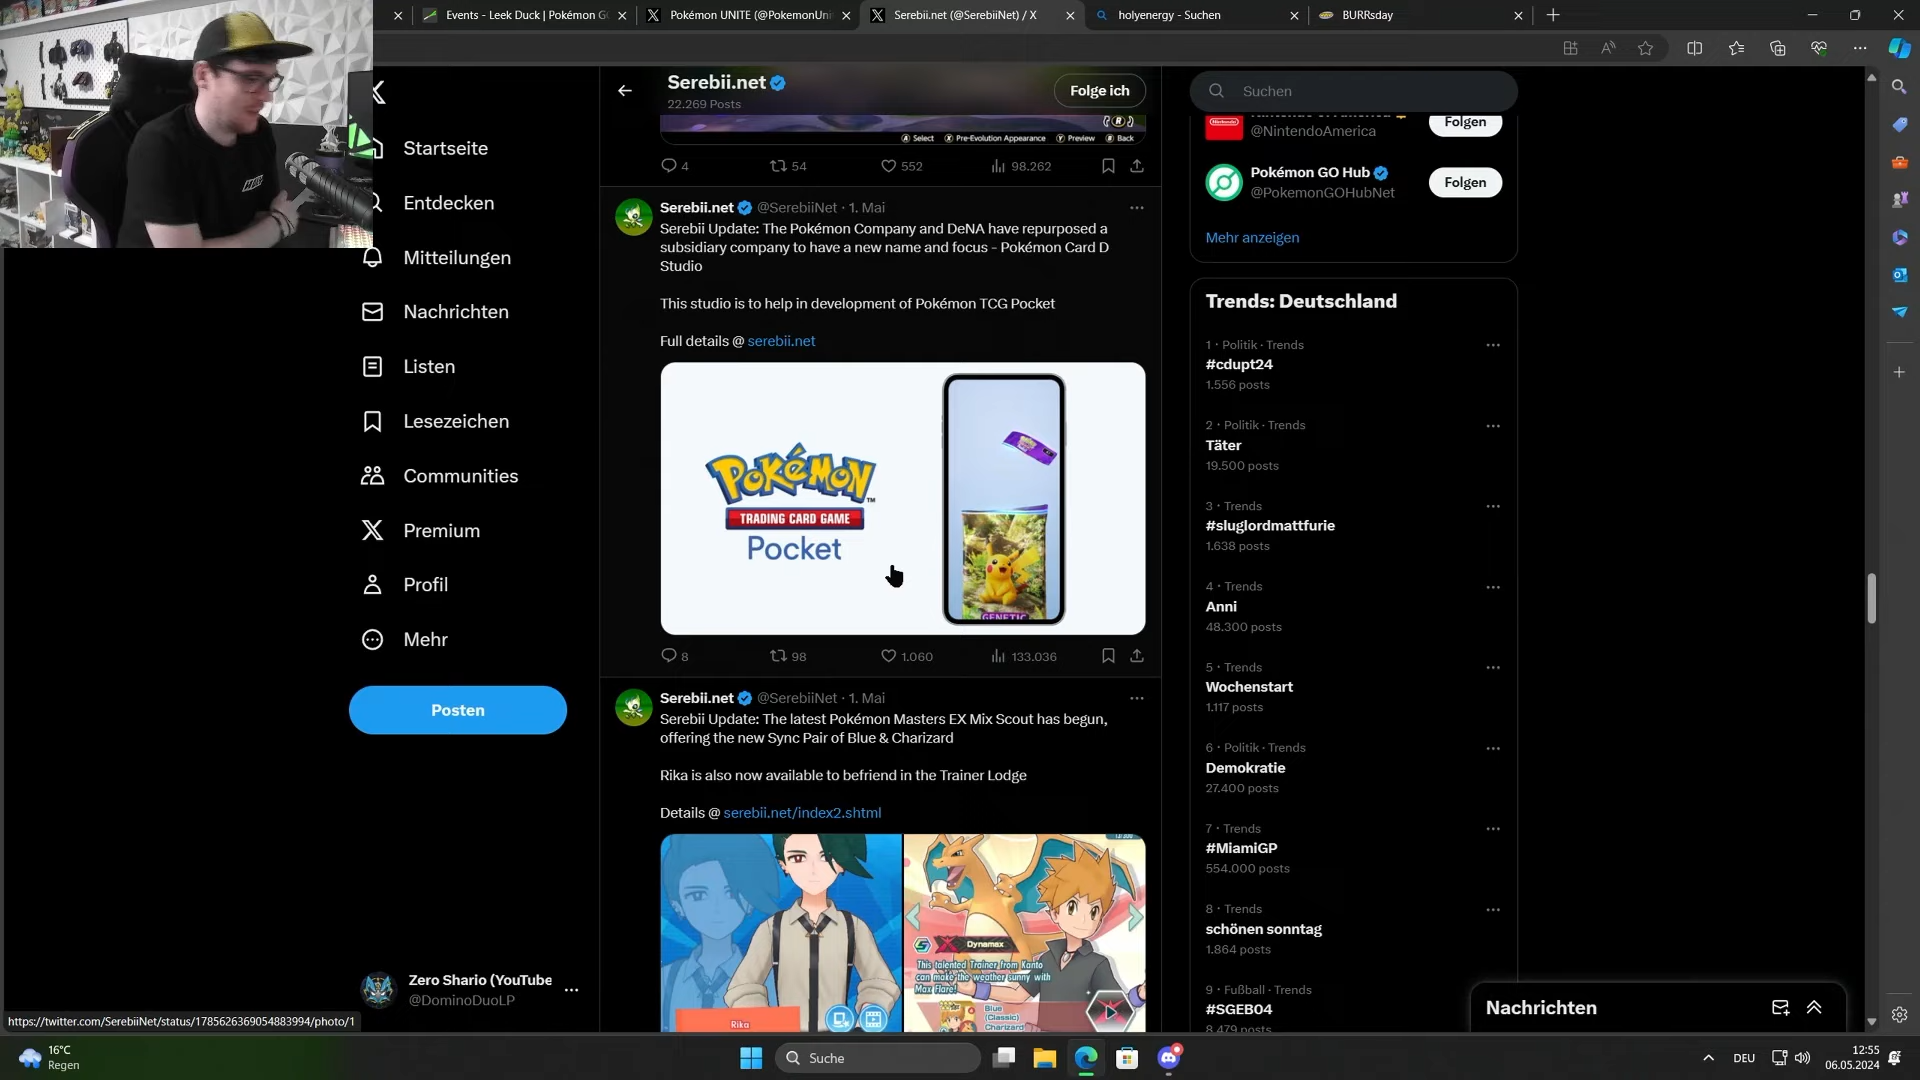 Events - Leek Duck | Pokémon G
Pokémon UNITE (@PokemonUni
Serebii.net (@SerebiiNet) / X
holyenergy - Suchen
BURRsday
Serebii.net
22.269 Posts
Folge ich
Suchen
Select
Pre-Evolution Appearance
Preview
Back
4
54
552
98.262
@NintendoAmerica
Folgen
Pokémon GO Hub
@PokemonGOHubNet
Folgen
Mehr anzeigen
Startseite
Entdecken
Mitteilungen
Nachrichten
Listen
Lesezeichen
Communities
Premium
Profil
Mehr
Posten
Zero Shario (YouTube
@DominoDuoLP
Serebii.net @SerebiiNet · 1. Mai
Serebii Update: The Pokémon Company and DeNA have repurposed a
subsidiary company to have a new name and focus - Pokémon Card D
Studio
This studio is to help in development of Pokémon TCG Pocket
Full details @ serebii.net
POKéMON
TM
TRADING CARD GAME
Pocket
GENETIC
8
98
1.060
133.036
Serebii.net @SerebiiNet · 1. Mai
Serebii Update: The latest Pokémon Masters EX Mix Scout has begun,
offering the new Sync Pair of Blue & Charizard
Rika is also now available to befriend in the Trainer Lodge
Details @ serebii.net/index2.shtml
Rika
Dynamax
This talented Trainer from Kanto
can make the weather sunny with
Max Flare!
Blue
(Classic)
Charizard
Trends: Deutschland
1 · Politik · Trends
#cdupt24
1.556 posts
2 · Politik · Trends
Täter
19.500 posts
3 · Trends
#sluglordmattfurie
1.638 posts
4 · Trends
Anni
48.300 posts
5 · Trends
Wochenstart
1.117 posts
6 · Politik · Trends
Demokratie
27.400 posts
7 · Trends
#MiamiGP
554.000 posts
8 · Trends
schönen sonntag
1.864 posts
9 · Fußball · Trends
#SGEB04
8.479 posts
Nachrichten
https://twitter.com/SerebiiNet/status/1785626369054883994/photo/1
16°C
Regen
Suche
DEU
12:55
06.05.2024